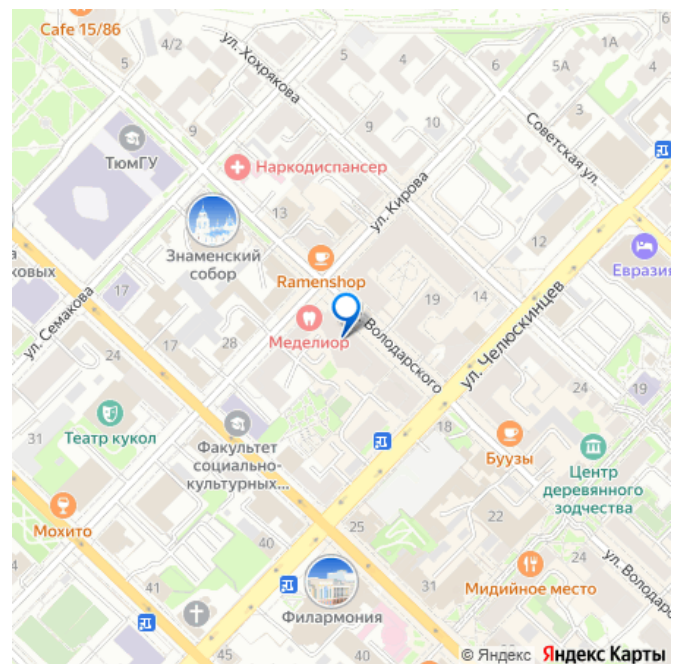 Cafe 15/86
4/2
5
ул. Хохрякова
6
5А
1А
4
4
5
9
9
10
3
Советская ул.
ТюмГУ
Наркодиспансер
13
ул. Кирова
12
Знаменский
собор
Евразия
а
ковых
Ramenshop
17
19
14
ул. Семакова
Меделиор
Володарского
ул. Челюскинцев
24
17
28
24
19
31
Театр кукол
Факультет
социально-
культурных...
18
Буузы
Центр
деревянного
зодчества
Мохито
22
25
40
24
ул. Володарс
41
Филармония
31
Мидийное место
45
40
© Яндекс Яндекс Карты